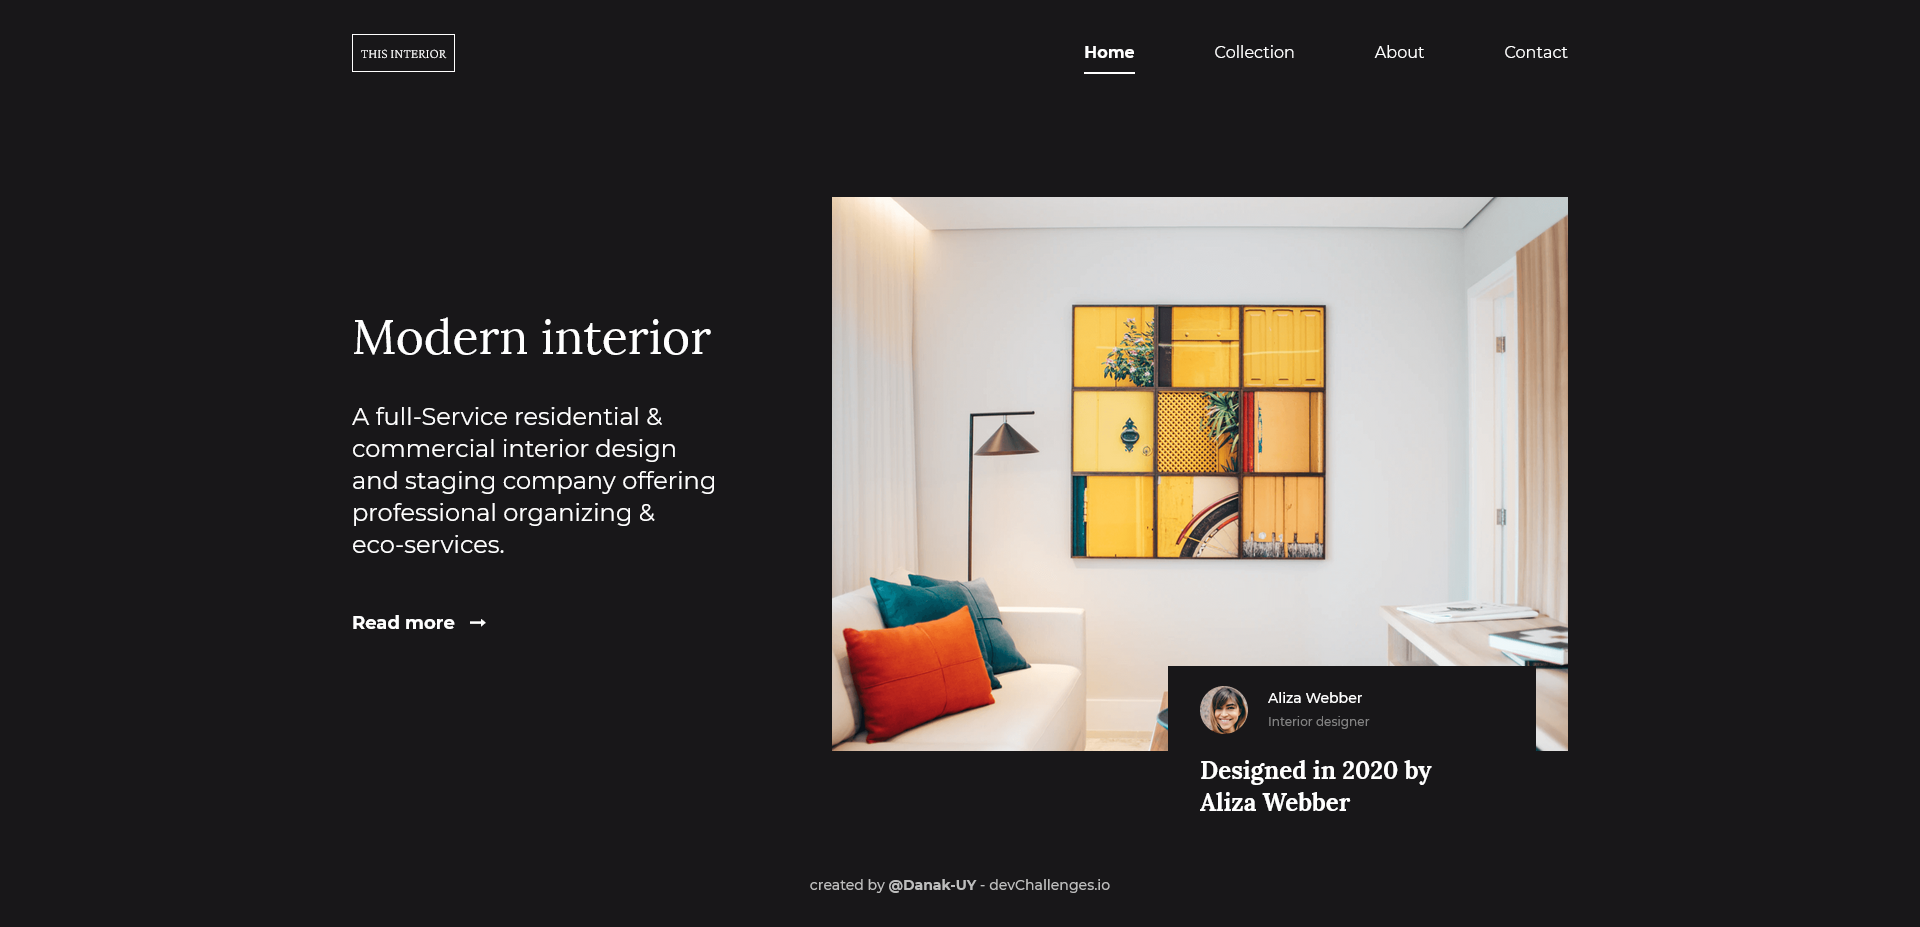 THIS INTERIOR
Home
Collection
About
Contact
Modern interior
A full-Service residential &
commercial interior design
and staging company offering
professional organizing &
eco-services.
Read more
Aliza Webber
Interior designer
Designed in 2020 by
Aliza Webber
created by @Danak-UY - devChallenges.io